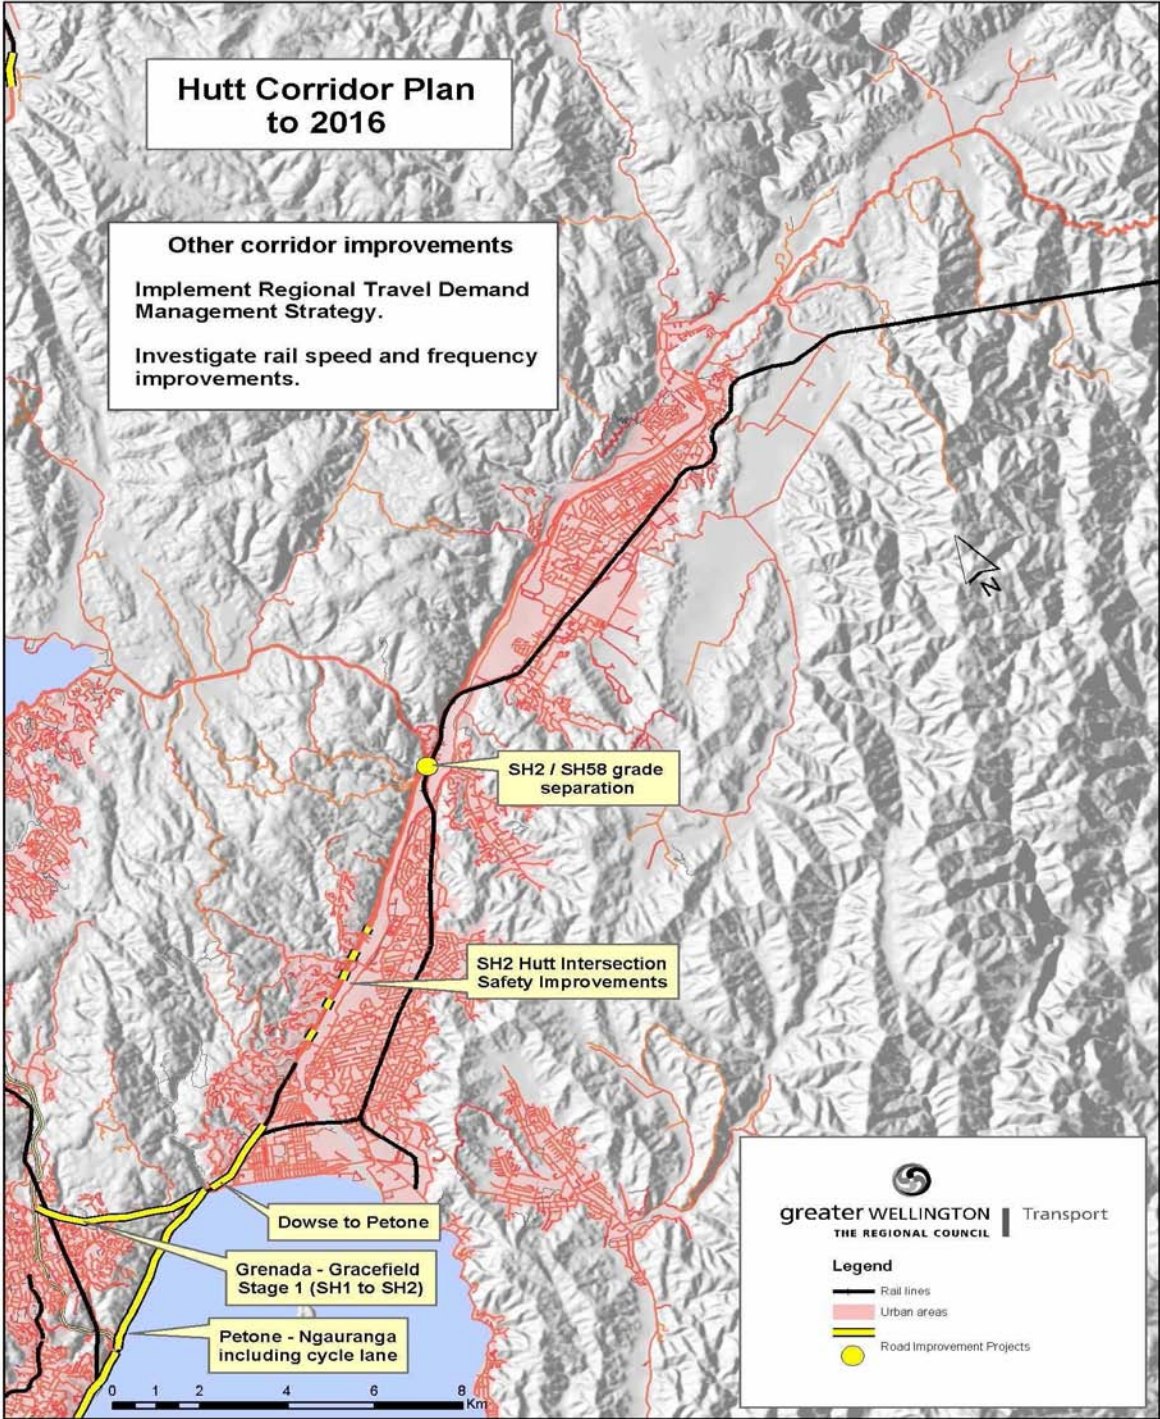 Hutt Corridor Plan
to 2016
Other corridor improvements
Implement Regional Travel Demand
Management Strategy.
Investigate rail speed and frequency
improvements.
N
SH2 / SH58 grade
separation
SH2 Hutt Intersection
Safety Improvements
Dowse to Petone
Grenada - Gracefield
Stage 1 (SH1 to SH2)
Petone - Ngauranga
including cycle lane
0 1 2 4 6 8
Km
greater WELLINGTON
THE REGIONAL COUNCIL
Transport
Legend
Rail lines
Urban areas
Road Improvement Projects